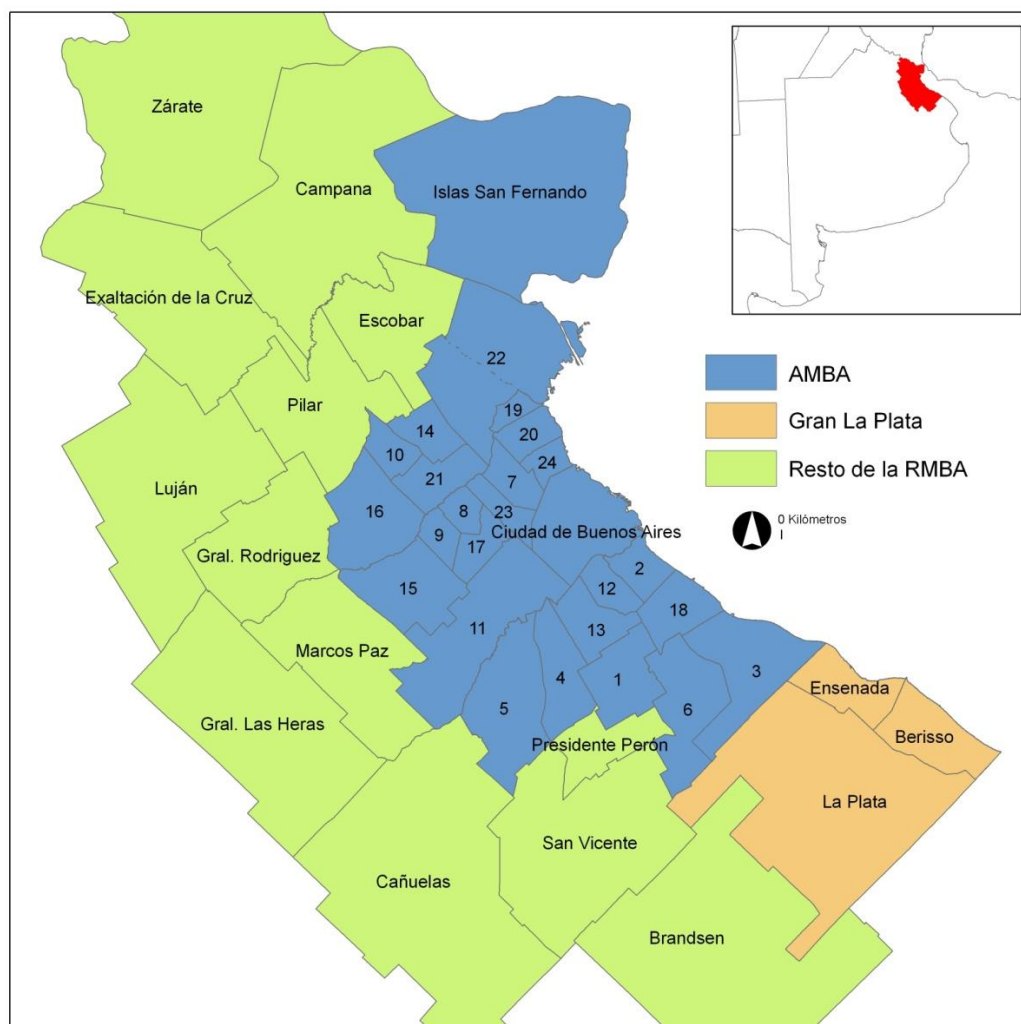 Zárate
Campana
Islas San Fernando
Exaltación de la Cruz
Escobar
22
Pilar
19
14
20
10
24
21
7
Luján
8
23
16
Ciudad de Buenos Aires
9
17
Gral. Rodriguez
2
15
12
18
11
13
Marcos Paz
3
4
1
Ensenada
5
6
Gral. Las Heras
Berisso
Presidente Perón
La Plata
San Vicente
Cañuelas
Brandsen
AMBA
Gran La Plata
Resto de la RMBA
0 Kilómetros